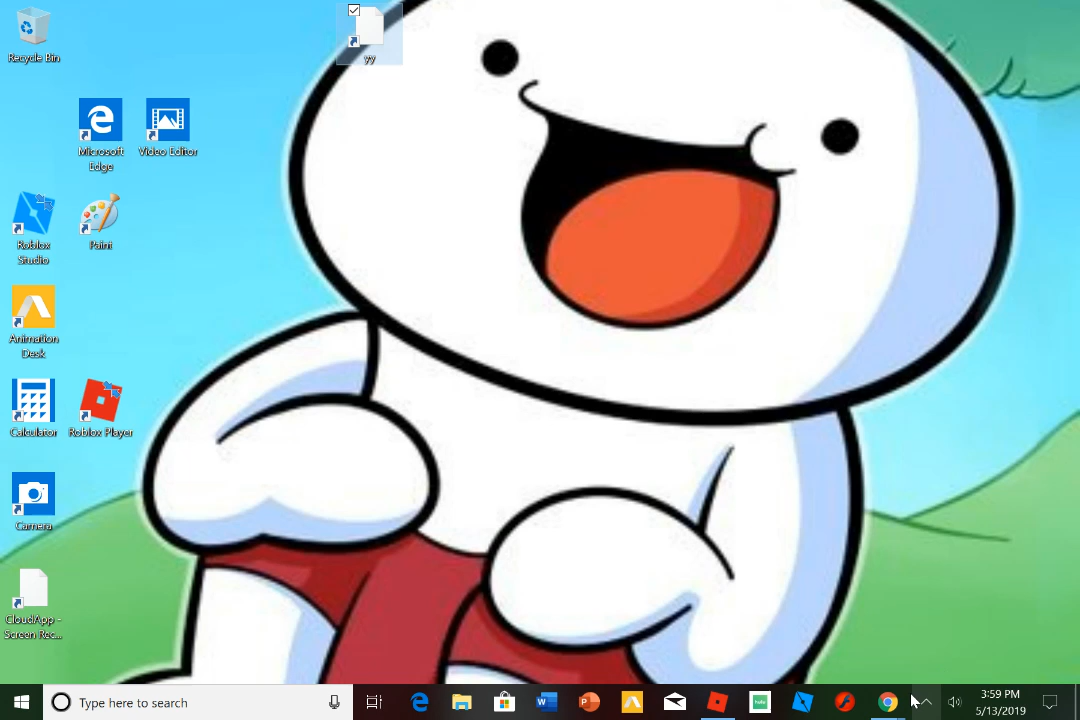 Recycle Bin
yy
Microsoft
Edge
Video Editor
Roblox
Studio
Paint
Animation
Desk
Calculator
Roblox Player
Camera
CloudApp -
Screen Rec...
Type here to search
hulu
3:59 PM
5/13/2019